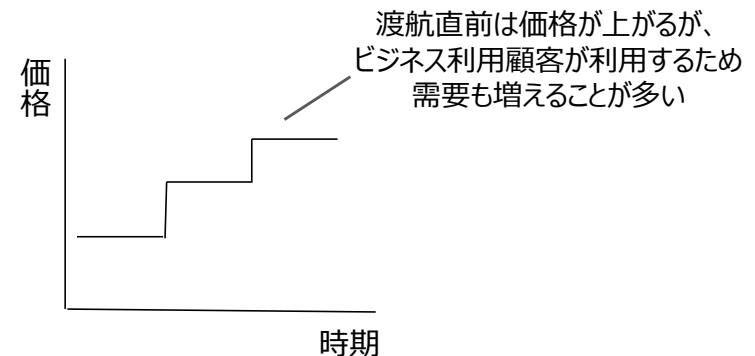 渡航直前は価格が上がるが、
ビジネス利用顧客が利用するため
需要も増えることが多い
価格
時期